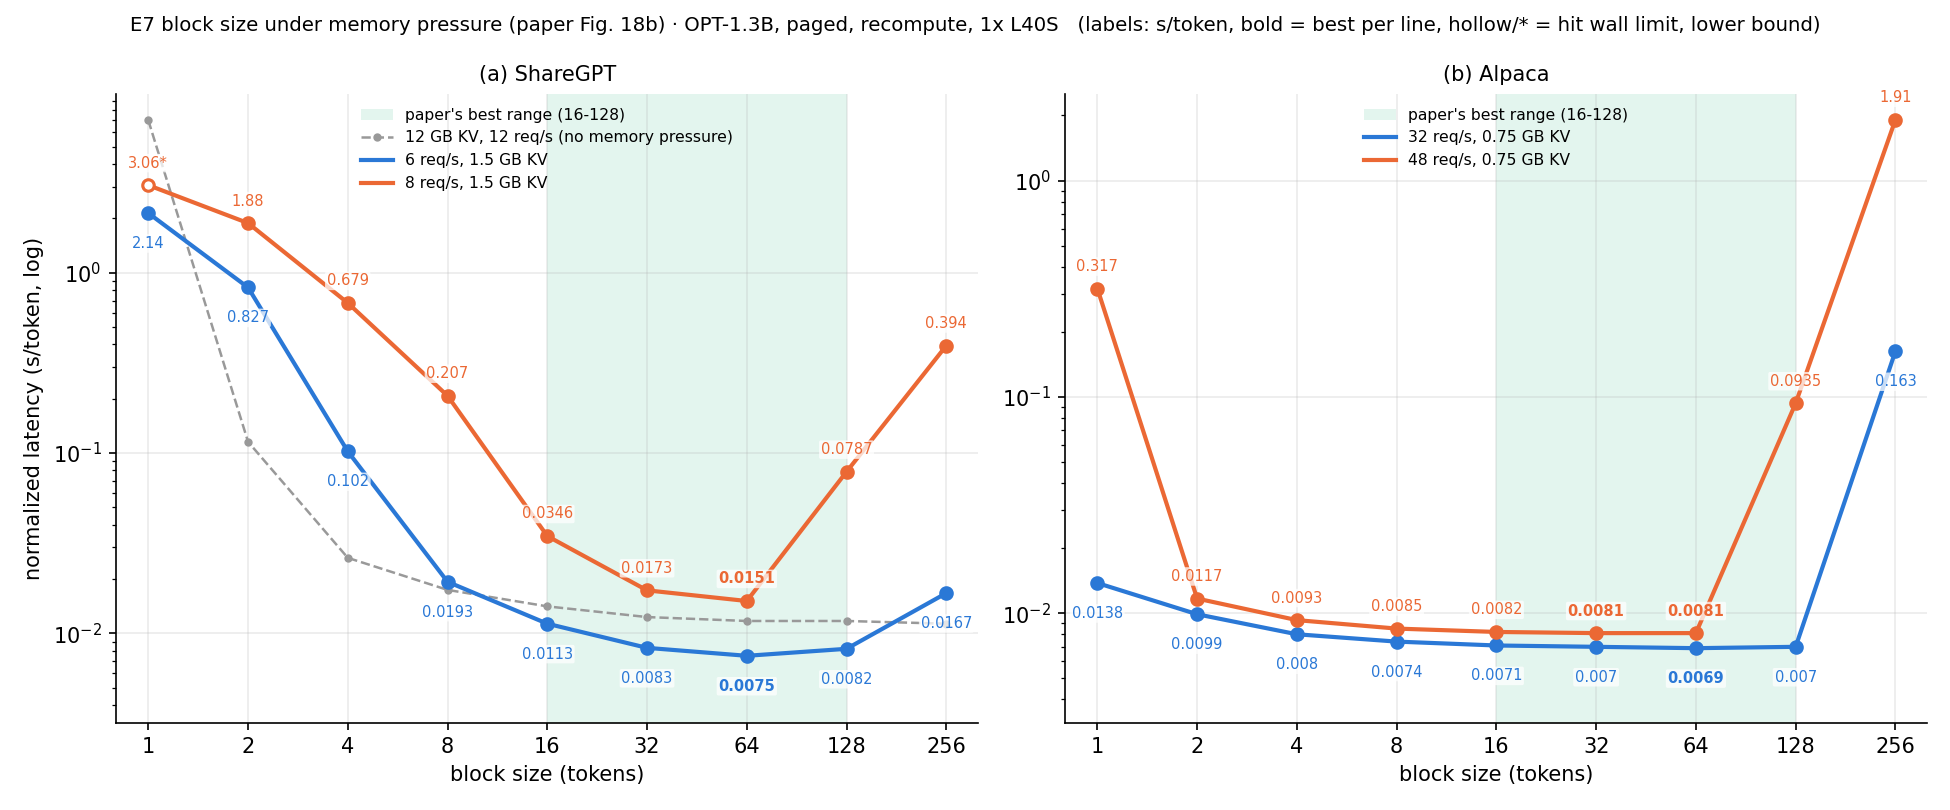 E7 block size under memory pressure (paper Fig. 18b) · OPT-1.3B, paged, recompute, 1x L40S   (labels: s/token, bold = best per line, hollow/* = hit wall limit, lower bound)
(a) ShareGPT
paper's best range (16-128)
12 GB KV, 12 req/s (no memory pressure)
6 req/s, 1.5 GB KV
8 req/s, 1.5 GB KV
normalized latency (s/token, log)
10⁰
10⁻¹
10⁻²
3.06*
1.88
0.679
0.207
0.0346
0.0173
0.0151
0.0787
0.394
2.14
0.827
0.102
0.0193
0.0113
0.0083
0.0075
0.0082
0.0167
1 2 4 8 16 32 64 128 256
block size (tokens)
(b) Alpaca
paper's best range (16-128)
32 req/s, 0.75 GB KV
48 req/s, 0.75 GB KV
10⁰
10⁻¹
10⁻²
0.317
0.0117
0.0093
0.0085
0.0082
0.0081
0.0081
0.0935
1.91
0.0138
0.0099
0.008
0.0074
0.0071
0.007
0.0069
0.007
0.163
1 2 4 8 16 32 64 128 256
block size (tokens)